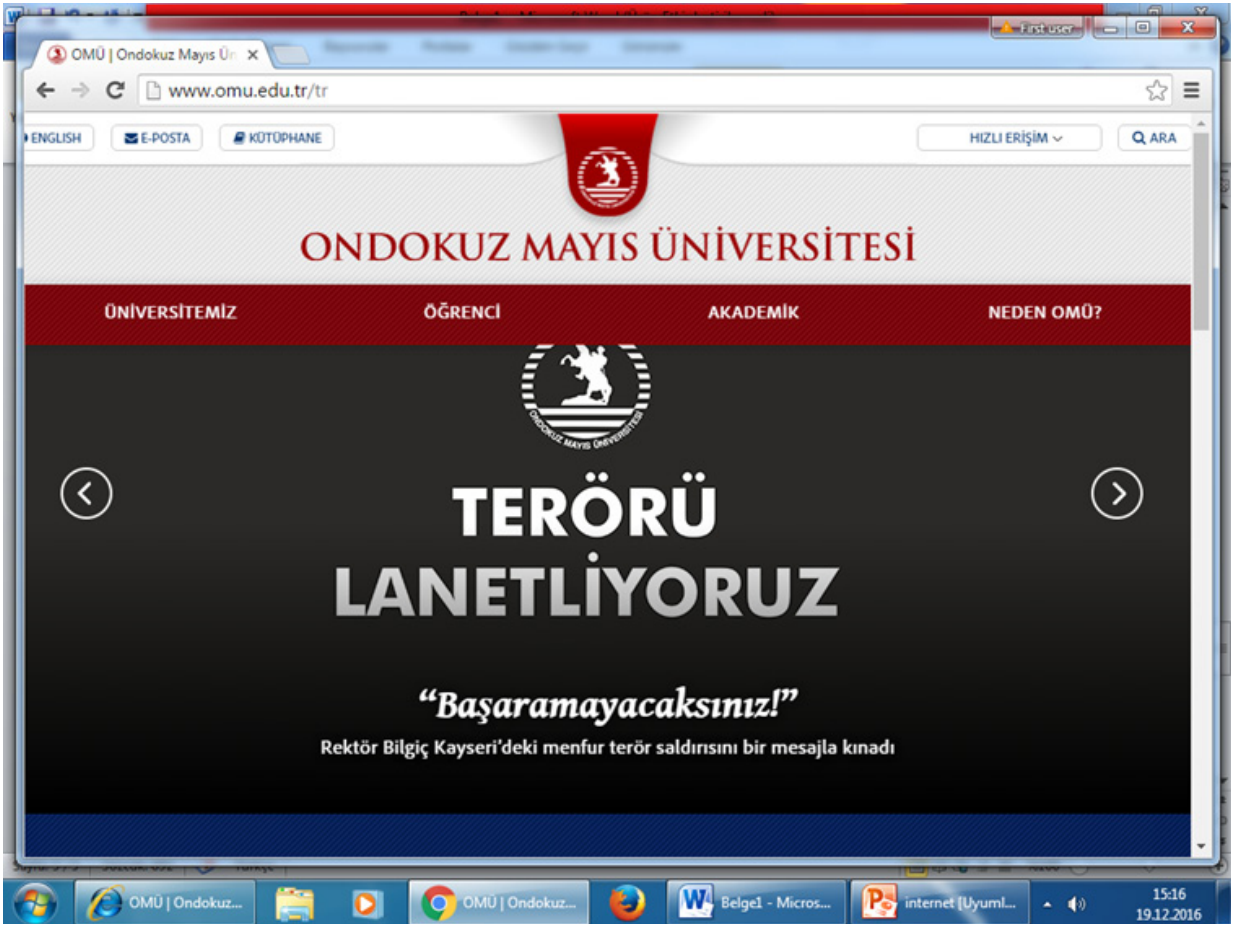 First user
OMÜ | Ondokuz Mayıs Ün
www.omu.edu.tr/tr
ENGLISH E-POSTA KÜTÜPHANE HIZLI ERİŞİM ARA
ONDOKUZ MAYIS ÜNİVERSİTESİ
ÜNİVERSİTEMİZ ÖĞRENCİ AKADEMİK NEDEN OMÜ?
ONDOKUZ MAYIS ÜNİVERSİTESİ
TERÖRÜ
LANETLİYORUZ
“Başaramayacaksınız!”
Rektör Bilgiç Kayseri’deki menfur terör saldırısını bir mesajla kınadı
OMÜ | Ondokuz... OMÜ | Ondokuz... Belge1 - Micros... internet [Uyuml... 15:16
19.12.2016